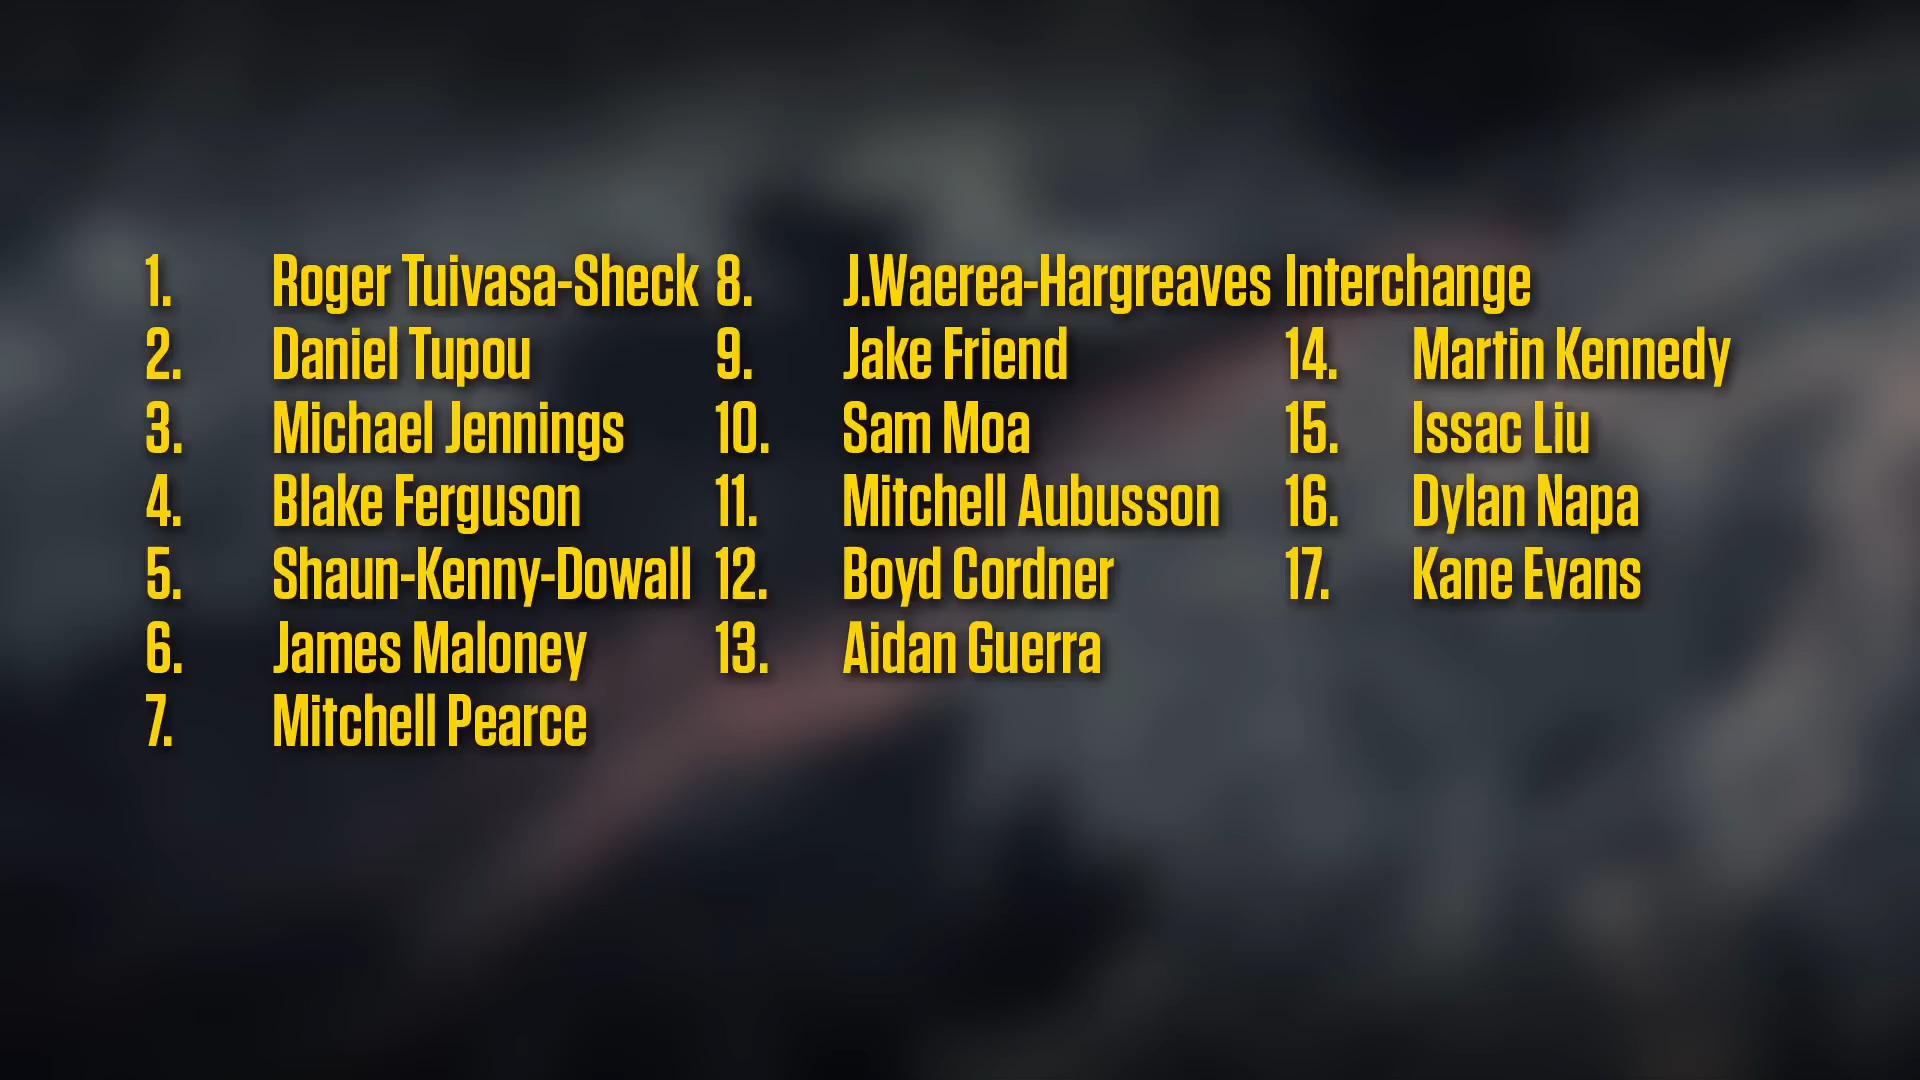 1. Roger Tuivasa-Sheck
2. Daniel Tupou
3. Michael Jennings
4. Blake Ferguson
5. Shaun-Kenny-Dowall
6. James Maloney
7. Mitchell Pearce
8. J.Waerea-Hargreaves
9. Jake Friend
10. Sam Moa
11. Mitchell Aubusson
12. Boyd Cordner
13. Aidan Guerra
Interchange
14. Martin Kennedy
15. Issac Liu
16. Dylan Napa
17. Kane Evans